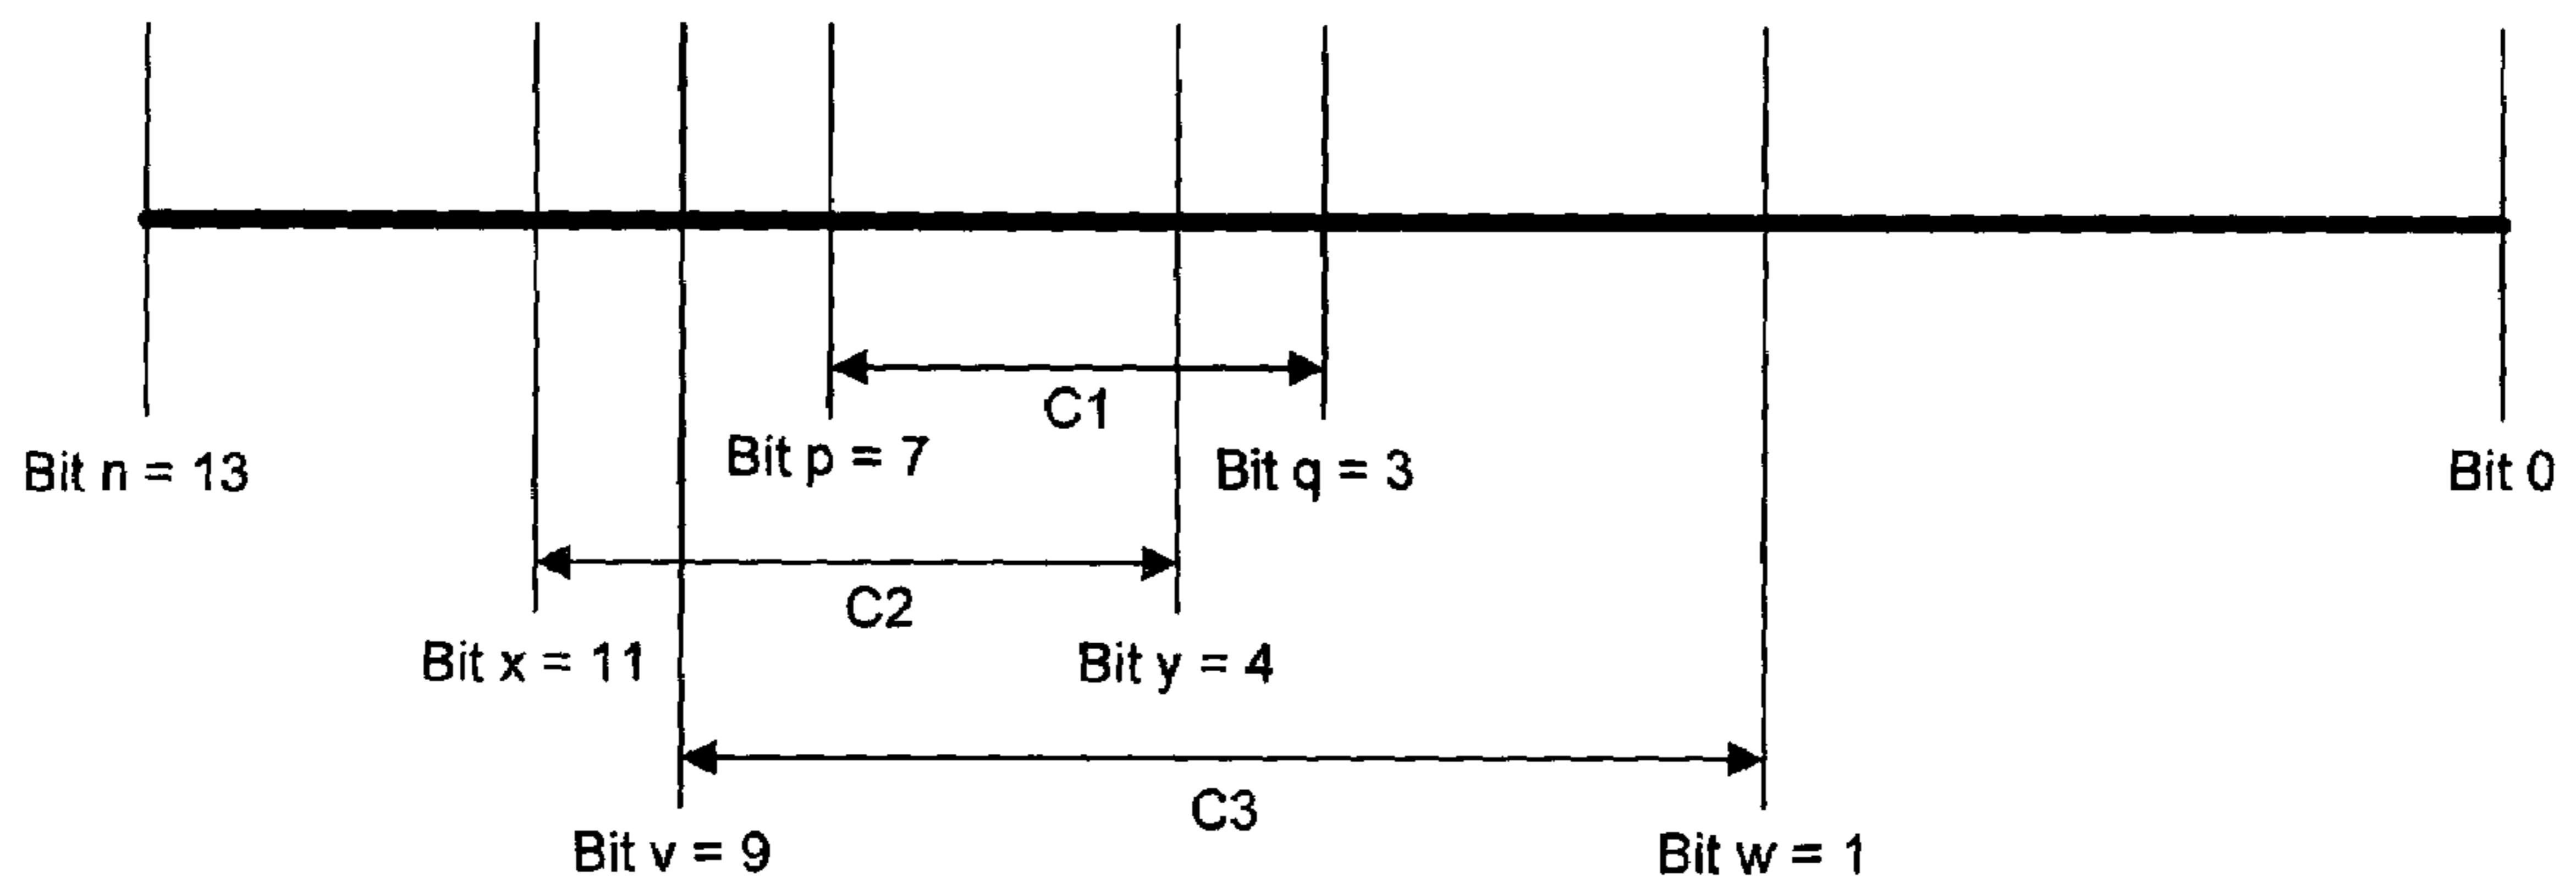 C1
Bit p = 7
Bit n = 13
Bit q = 3
Bit 0
C2
Bit x = 11
Bit y = 4
C3
Bit v = 9
Bit w = 1